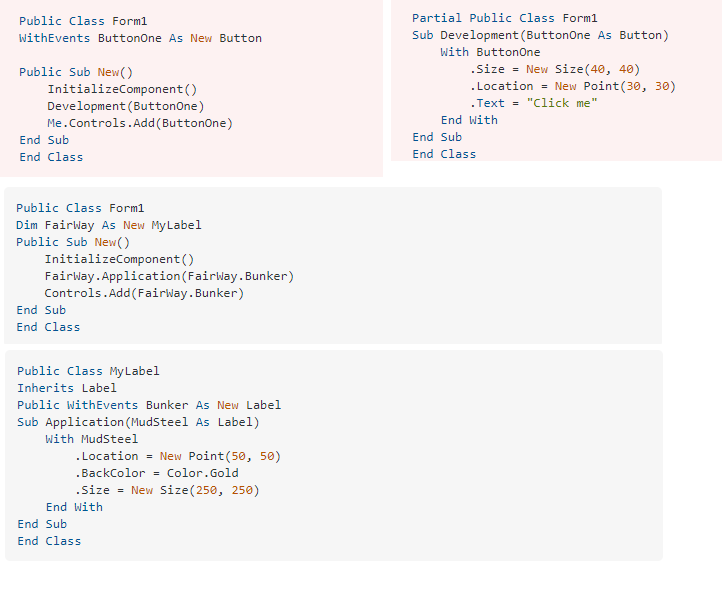 Public Class Form1
WithEvents ButtonOne As New Button

Public Sub New()
    InitializeComponent()
    Development(ButtonOne)
    Me.Controls.Add(ButtonOne)
End Sub
End Class

Partial Public Class Form1
Sub Development(ButtonOne As Button)
    With ButtonOne
        .Size = New Size(40, 40)
        .Location = New Point(30, 30)
        .Text = "Click me"
    End With
End Sub
End Class

Public Class Form1
Dim FairWay As New MyLabel
Public Sub New()
    InitializeComponent()
    FairWay.Application(FairWay.Bunker)
    Controls.Add(FairWay.Bunker)
End Sub
End Class

Public Class MyLabel
Inherits Label
Public WithEvents Bunker As New Label
Sub Application(MudSteel As Label)
    With MudSteel
        .Location = New Point(50, 50)
        .BackColor = Color.Gold
        .Size = New Size(250, 250)
    End With
End Sub
End Class